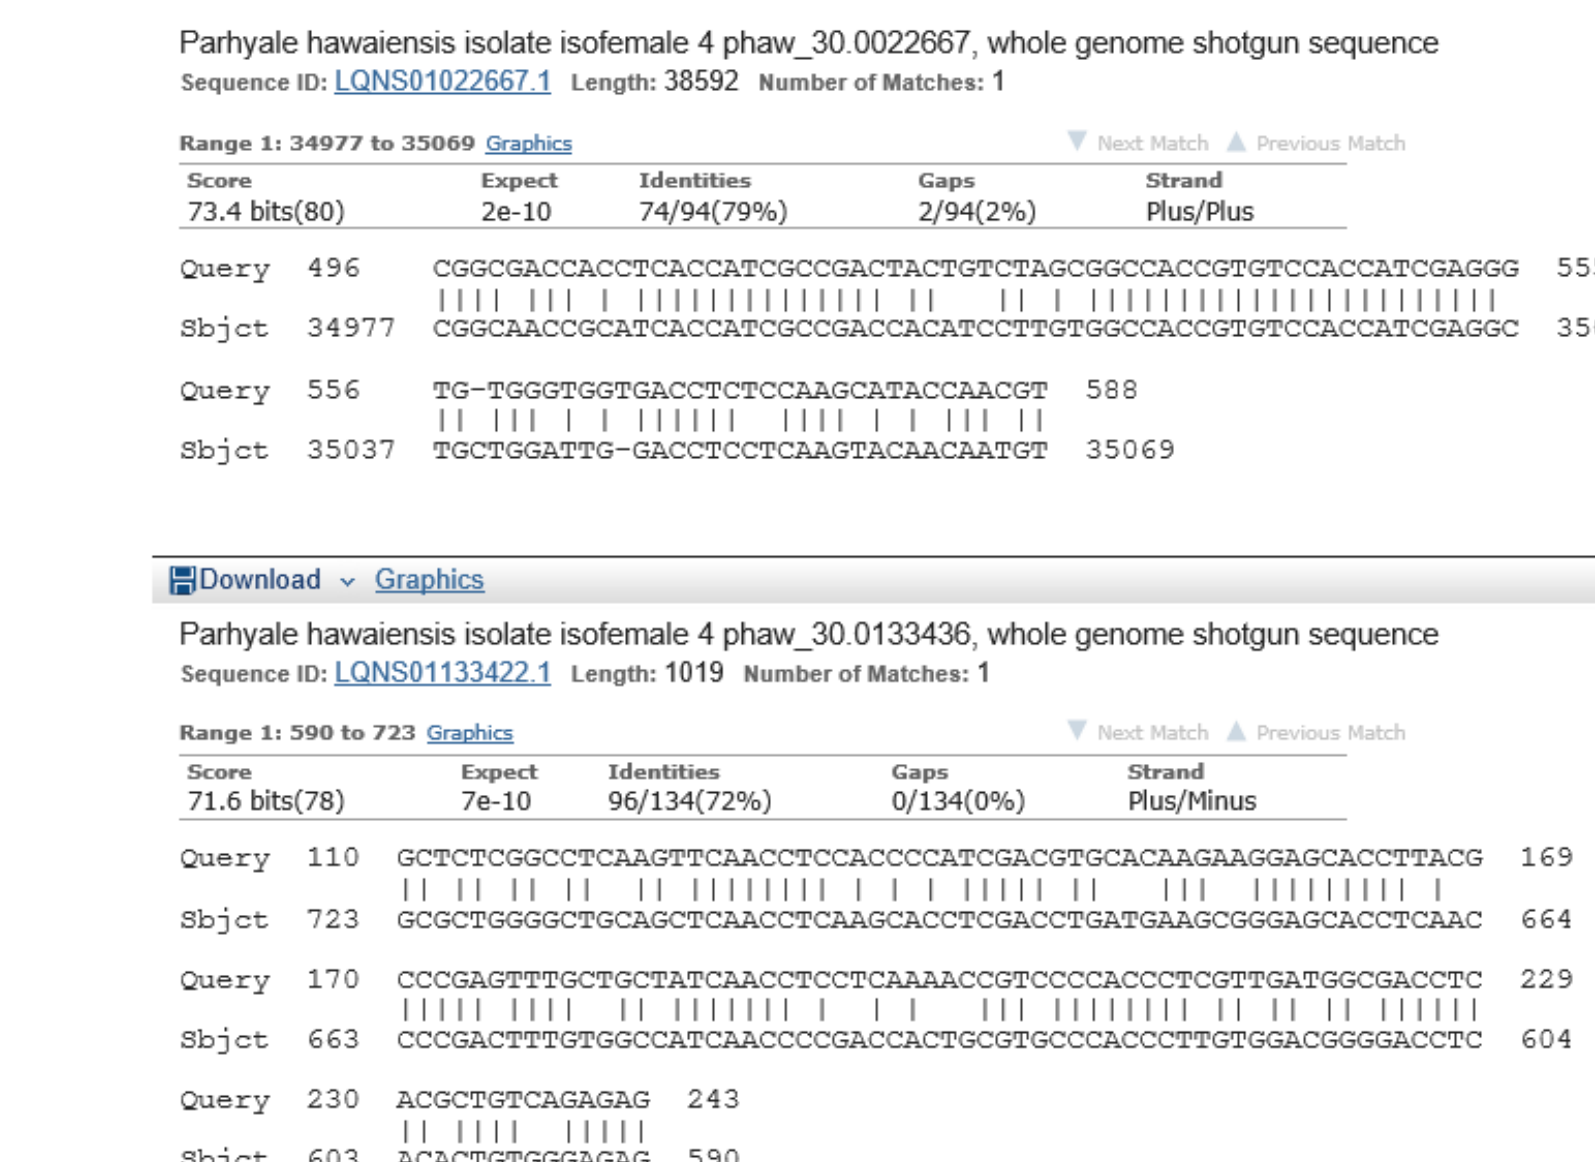 Parhyale hawaiensis isolate isofemale 4 phaw_30.0022667, whole genome shotgun sequence
Sequence ID: LQNS01022667.1 Length: 38592 Number of Matches: 1
Range 1: 34977 to 35069 Graphics Next Match Previous Match
Score Expect Identities Gaps Strand
73.4 bits(80) 2e-10 74/94(79%) 2/94(2%) Plus/Plus
Query 496 CGGCGACCACCTCACCATCGCCGACTACTGTCTAGCGGCCACCGTGTCCACCATCGAGGG
Sbjct 34977 CGGCAACCGCATCACCATCGCCGACCACATCCTTGTGGCCACCGTGTCCACCATCGAGGC
Query 556 TG-TGGGTGGTGACCTCTCCAAGCATACCAACGT 588
Sbjct 35037 TGCTGGATTG-GACCTCCTCAAGTACAACAATGT 35069
Download Graphics
Parhyale hawaiensis isolate isofemale 4 phaw_30.0133436, whole genome shotgun sequence
Sequence ID: LQNS01133422.1 Length: 1019 Number of Matches: 1
Range 1: 590 to 723 Graphics Next Match Previous Match
Score Expect Identities Gaps Strand
71.6 bits(78) 7e-10 96/134(72%) 0/134(0%) Plus/Minus
Query 110 GCTCTCGGCCTCAAGTTCAACCTCCACCCCATCGACGTGCACAAGAAGGAGCACCTTACG 169
Sbjct 723 GCGCTGGGGCTGCAGCTCAACCTCAAGCACCTCGACCTGATGAAGCGGGAGCACCTCAAC 664
Query 170 CCCGAGTTTGCTGCTATCAACCTCCTCAAAACCGTCCCCACCCTCGTTGATGGCGACCTC 229
Sbjct 663 CCCGACTTTGTGGCCATCAACCCCGACCACTGCGTGCCCACCCTTGTGGACGGGGACCTC 604
Query 230 ACGCTGTCAGAGAG 243
Sbjct 603 ACACTGTGGGAGAG 590